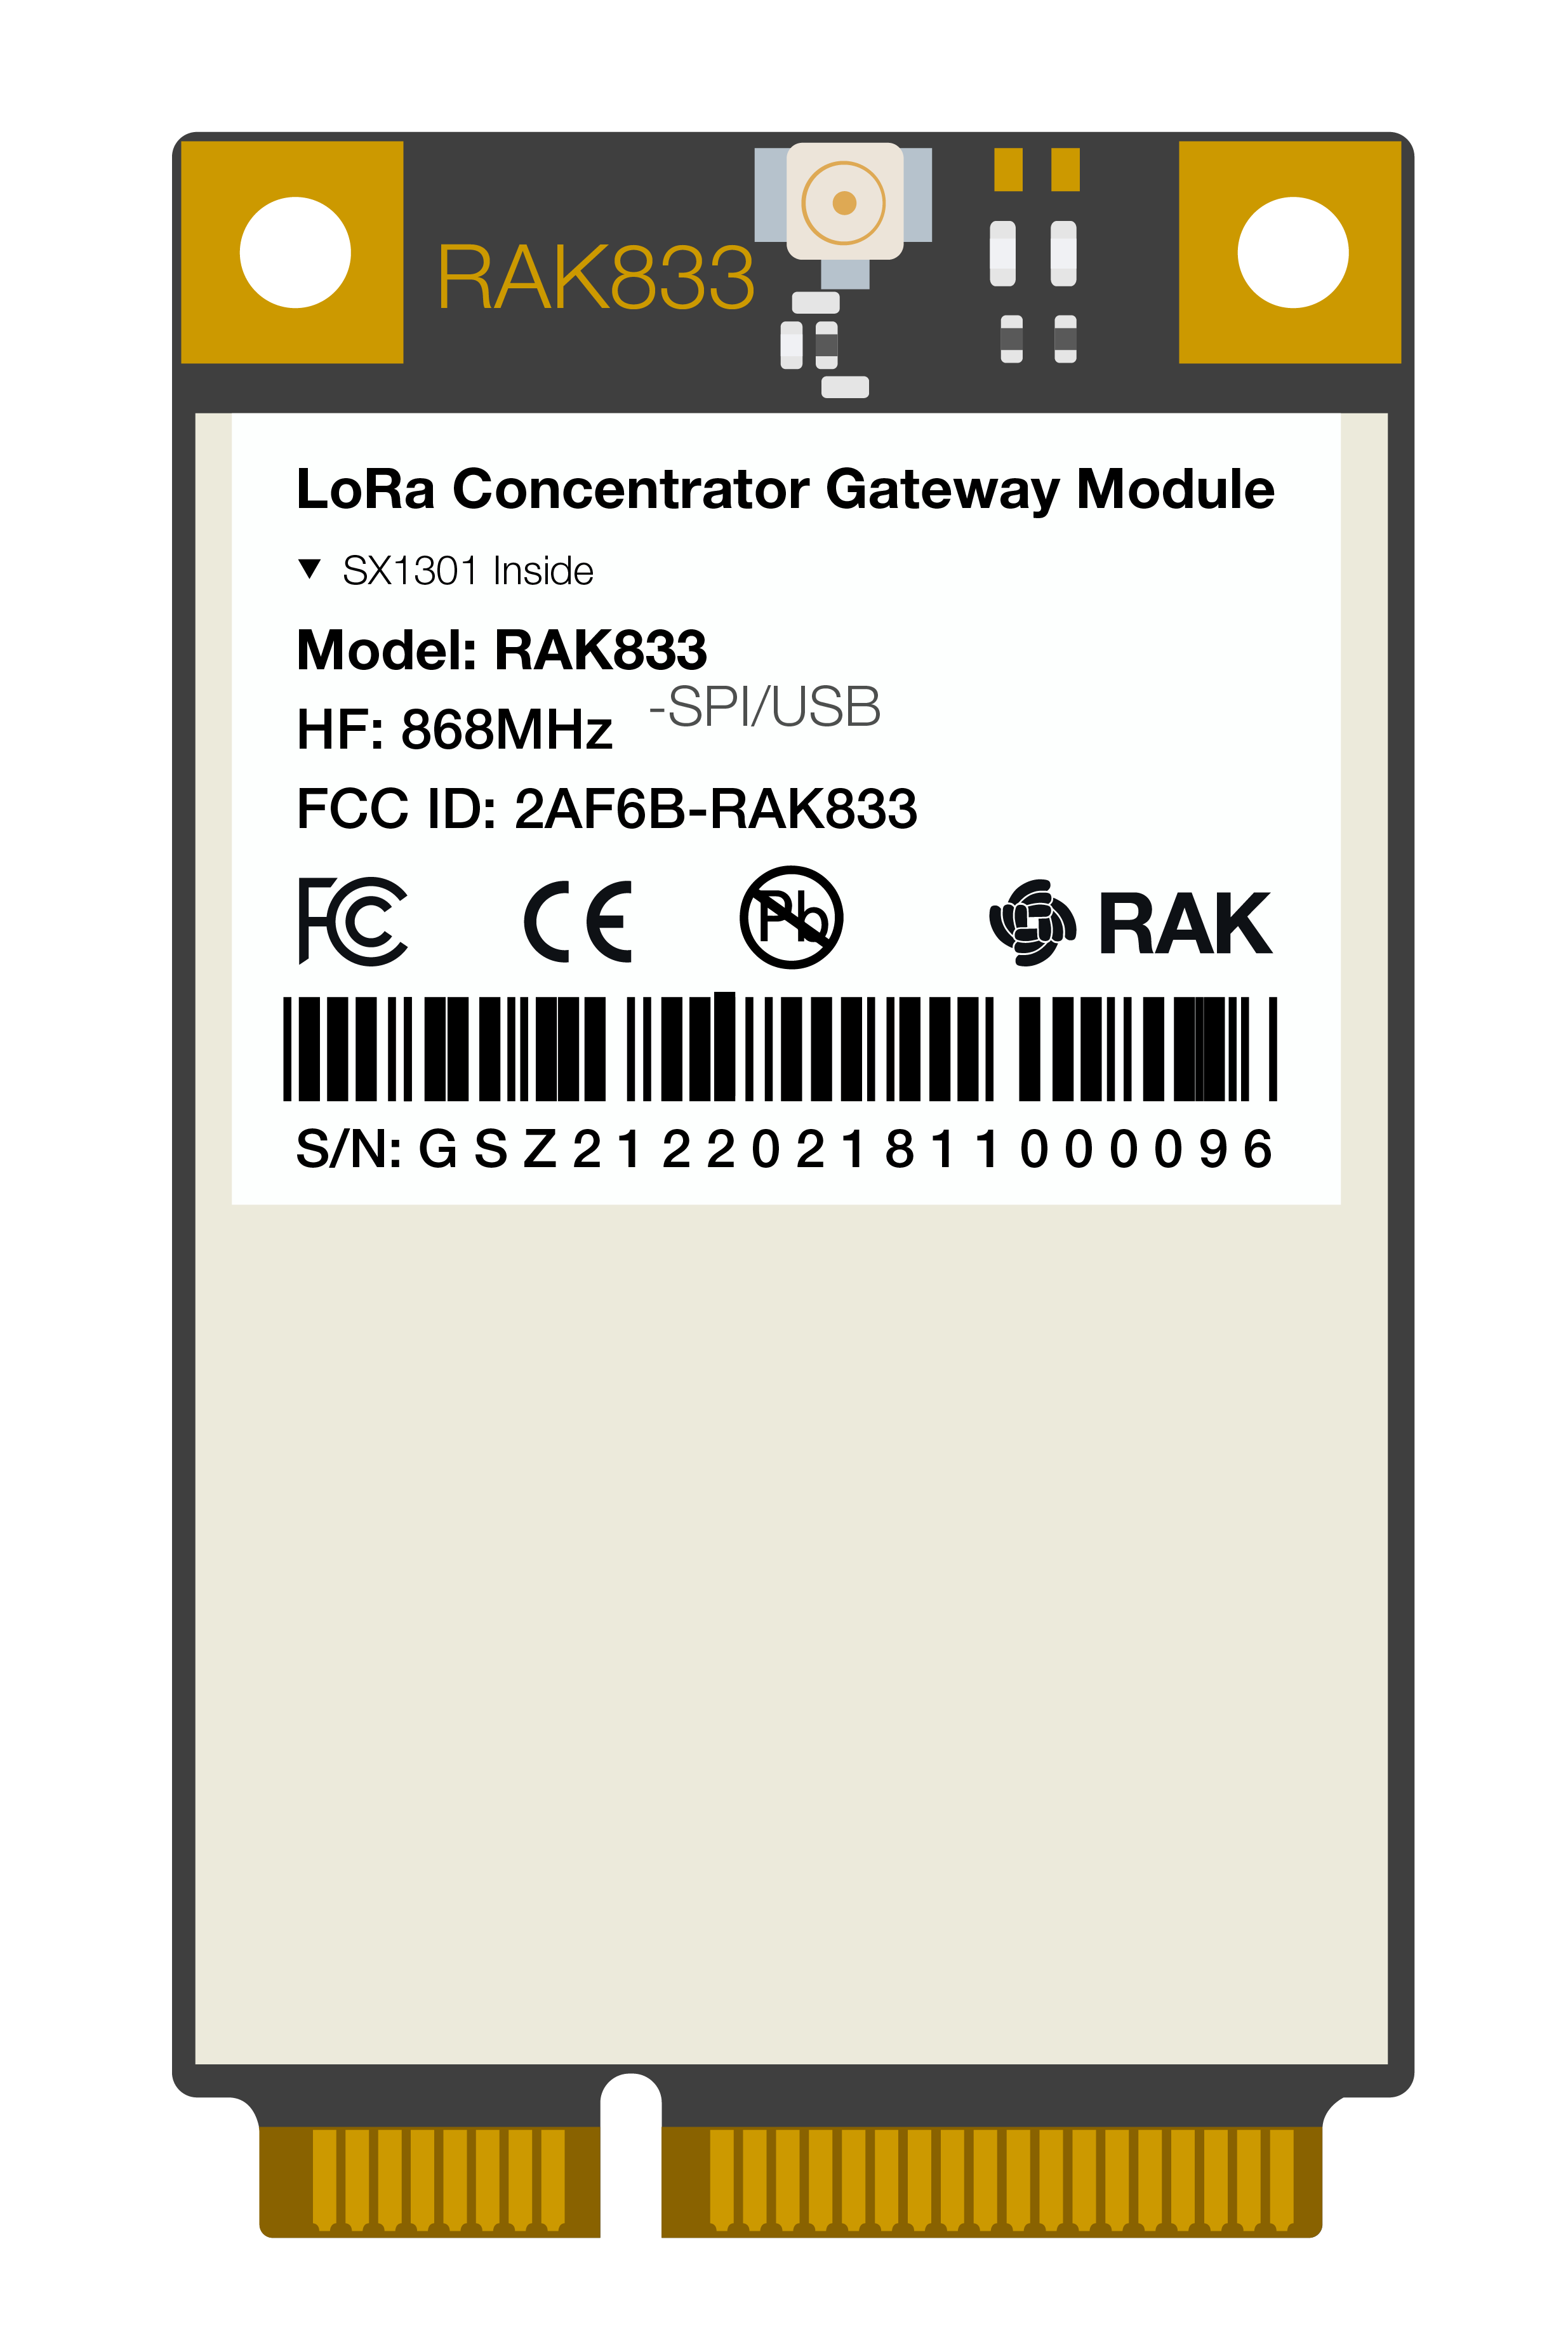 RAK833
LoRa Concentrator Gateway Module
▼ SX1301 Inside
Model: RAK833
-SPI/USB
HF: 868MHz
FCC ID: 2AF6B-RAK833
FC CE Pb RAK
S/N: G S Z 2 1 2 2 0 2 1 8 1 1 0 0 0 0 9 6